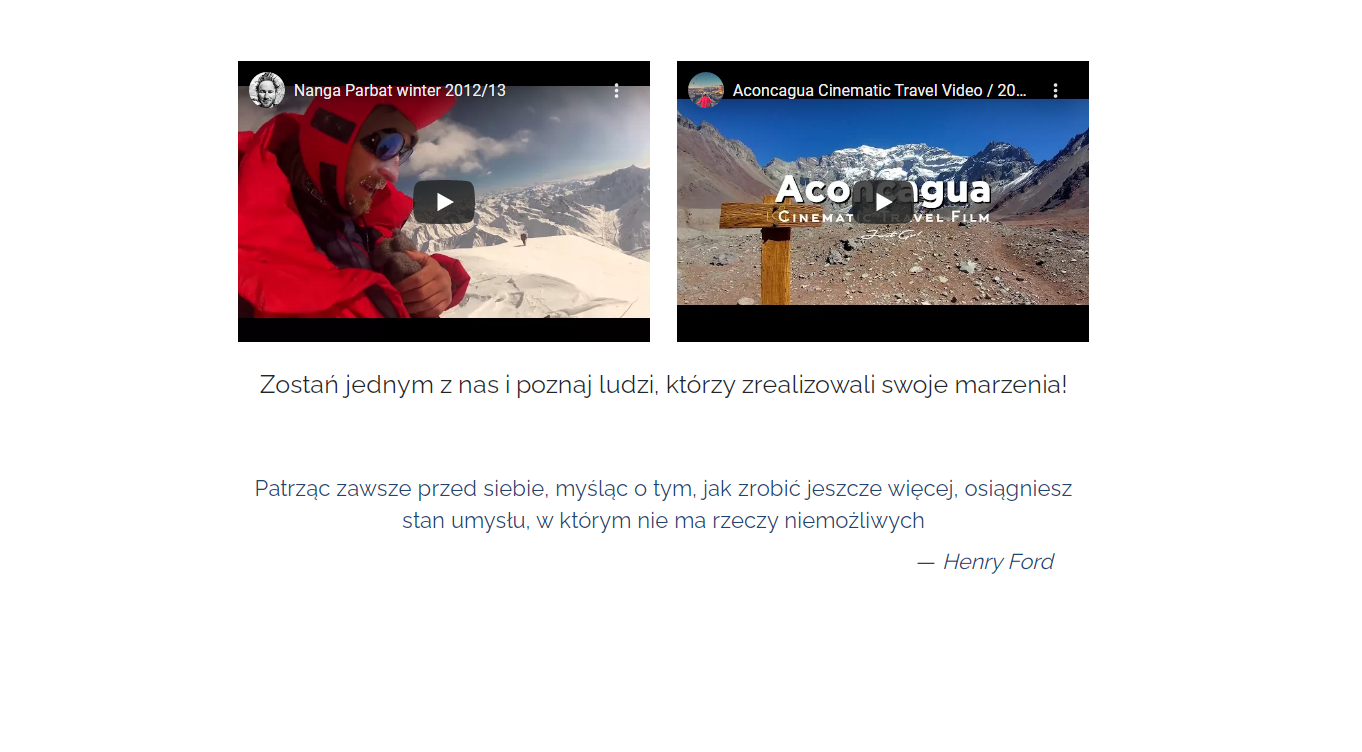 Nanga Parbat winter 2012/13
Aconcagua Cinematic Travel Video / 20...
Aconcagua
CINEMATIC TRAVEL FILM
Zostań jednym z nas i poznaj ludzi, którzy zrealizowali swoje marzenia!
Patrząc zawsze przed siebie, myśląc o tym, jak zrobić jeszcze więcej, osiągniesz
stan umysłu, w którym nie ma rzeczy niemożliwych
— Henry Ford